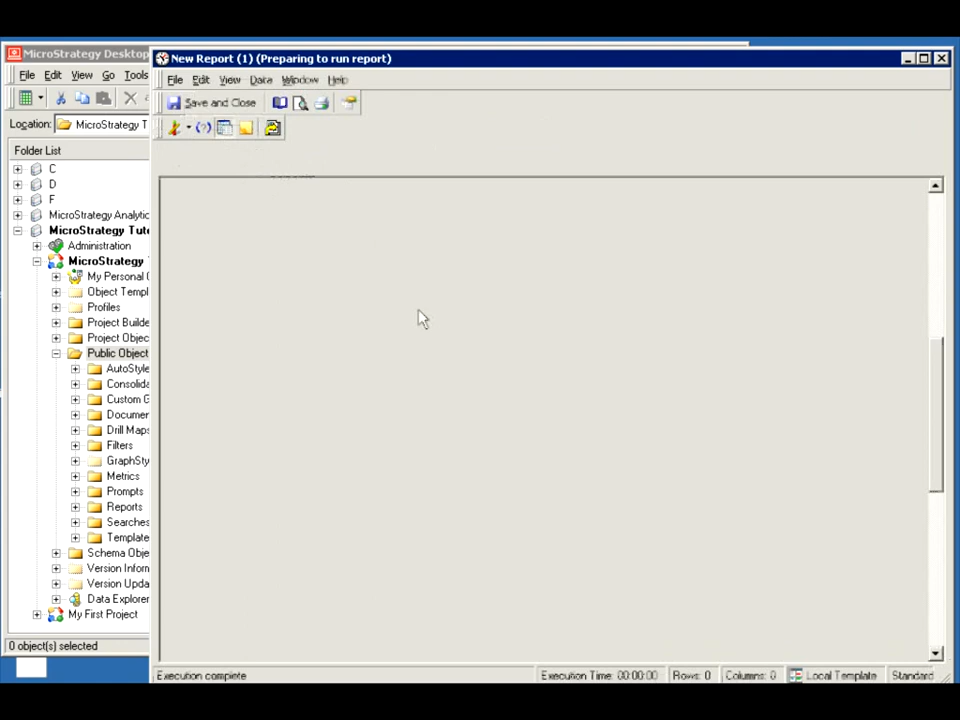 MicroStrategy Desktop
New Report (1) (Preparing to run report)
File Edit View Go Tools
File Edit View Data Window Help
Save and Close
Location: MicroStrategy T
Folder List
C
D
F
MicroStrategy Analytic
MicroStrategy Tuto
Administration
MicroStrategy
My Personal
Object Templ
Profiles
Project Builde
Project Objec
Public Object
AutoStyle
Consolida
Custom G
Documen
Drill Maps
Filters
GraphSty
Metrics
Prompts
Reports
Searches
Template
Schema Obje
Version Inform
Version Upda
Data Explorer
My First Project
0 object(s) selected
Execution complete Execution Time: 00:00:00 Rows: 0 Columns: 0 Local Template Standard